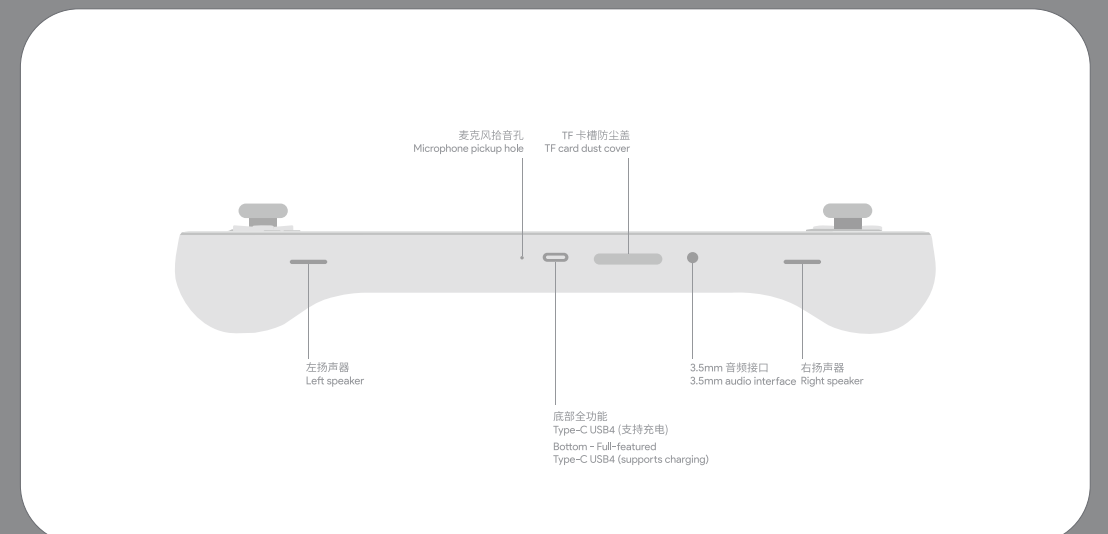 麦克风拾音孔
Microphone pickup hole
TF 卡槽防尘盖
TF card dust cover
左扬声器
Left speaker
3.5mm 音频接口
3.5mm audio interface
右扬声器
Right speaker
底部全功能
Type-C USB4 (支持充电)
Bottom - Full-featured
Type-C USB4 (supports charging)